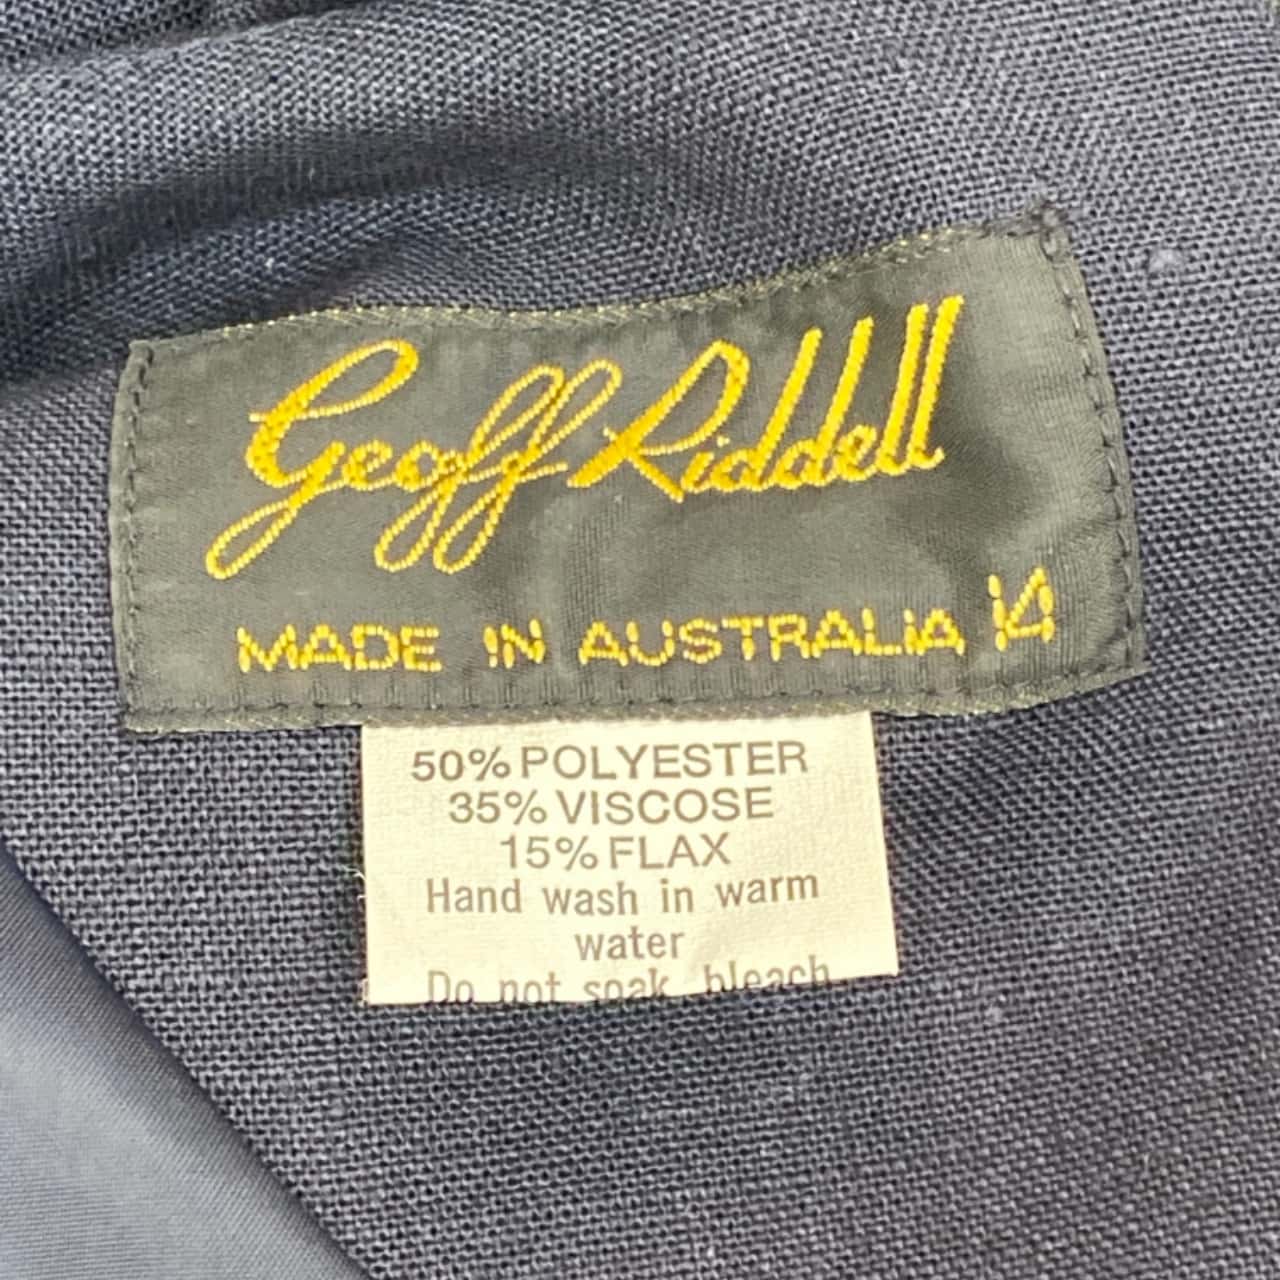 Geoff Riddell
MADE IN AUSTRALIA 14
50% POLYESTER
35% VISCOSE
15% FLAX
Hand wash in warm
water
Do not soak bleach